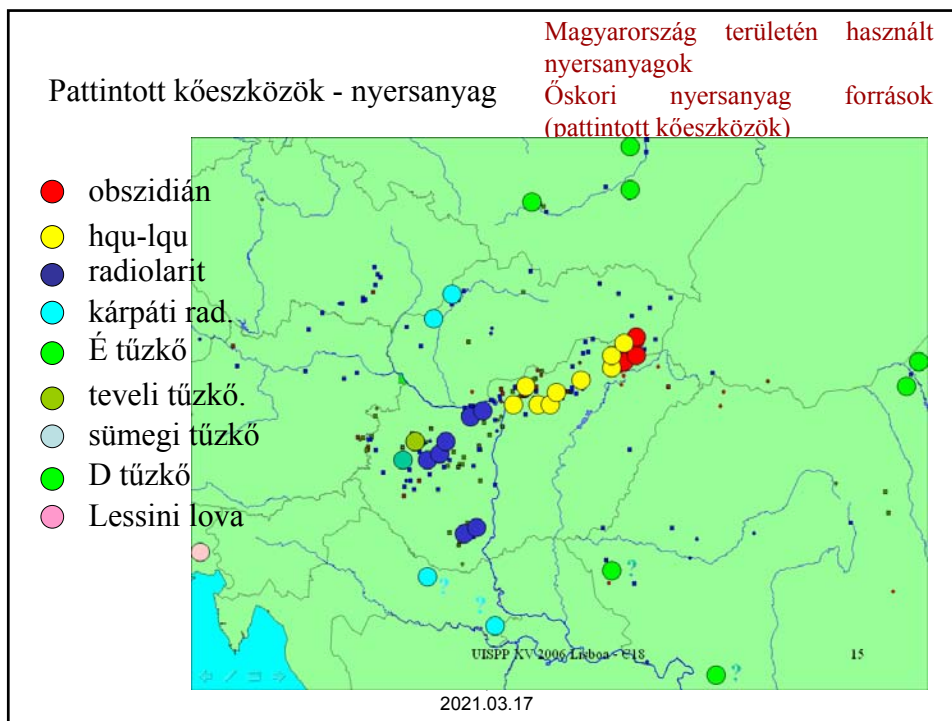 Magyarország területén használt
nyersanyagok
Őskori nyersanyag források
(pattintott kőeszközök)
Pattintott kőeszközök - nyersanyag
obszidián
hqu-lqu
radiolarit
kárpáti rad.
É tűzkő
teveli tűzkő.
sümegi tűzkő
D tűzkő
Lessini lova
?
?
?
?
UISPP XV 2006 Lisboa - C18
15
2021.03.17